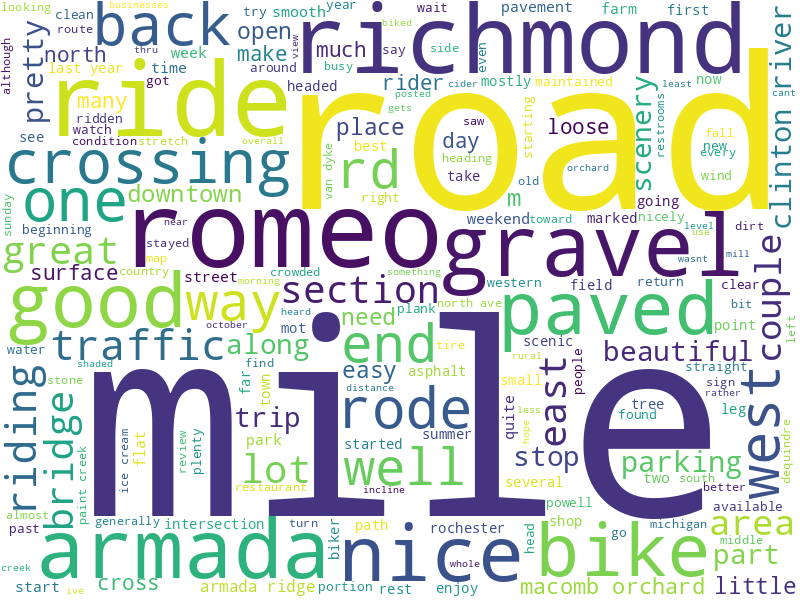 looking
businesses
year
wait
pavement
farm
first
clean
biked
try
smooth
view
say
side
even
route
thru
back
open
richmond
although
pretty
north
week
make
much
busy
last year
time
got
around
headed
rider
mostly
cider
maintained
least
now
posted
gets
cant
clinton river
many
ride
road
starting
scenery
restrooms
ridden
watch
place
day
saw
loose
see
condition
stretch
overall
best
take
fall
new
every
wind
crossing
van dyke
heading
rd
right
old
orchard
m
going
one
downtown
sunday
beginning
near
romeo
gravel
weekend
toward
marked
nicely
level
use
dirt
great
stayed
map
street
country
surface
crowded
something
morning
section
western
field
return
wasnt
mill
clear
bit
left
good
way
october
heard
need
plank
north ave
paved
point
couple
mot
end
tire
scenic
traffic
along
easy
asphalt
rural
east
people
beautiful
straight
water
shaded
find
distance
small
less
sign
rather
stone
far
town
mile
rode
quite
tree
found
leg
west
riding
bridge
paint creek
ice cream
flat
review
plenty
trip
started
summer
hope
stop
dequindre
park
lot
well
several
parking
two
south
almost
restaurant
incline
better
past
generally
intersection
path
powell
available
armada
turn
biker
nice
rochester
shop
head
bike
go
michigan
area
middle
part
creek
start
ive
cross
armada ridge
portion
whole
rest
enjoy
macomb orchard
little